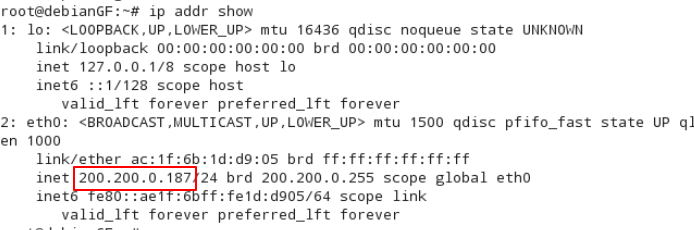 root@debianGF:~# ip addr show
1: lo: <LOOPBACK,UP,LOWER_UP> mtu 16436 qdisc noqueue state UNKNOWN
link/loopback 00:00:00:00:00:00 brd 00:00:00:00:00:00
inet 127.0.0.1/8 scope host lo
inet6 ::1/128 scope host
valid_lft forever preferred_lft forever
2: eth0: <BROADCAST,MULTICAST,UP,LOWER_UP> mtu 1500 qdisc pfifo_fast state UP ql
en 1000
link/ether ac:1f:6b:1d:d9:05 brd ff:ff:ff:ff:ff:ff
inet 200.200.0.187/24 brd 200.200.0.255 scope global eth0
inet6 fe80::ae1f:6bff:fe1d:d905/64 scope link
valid_lft forever preferred_lft forever